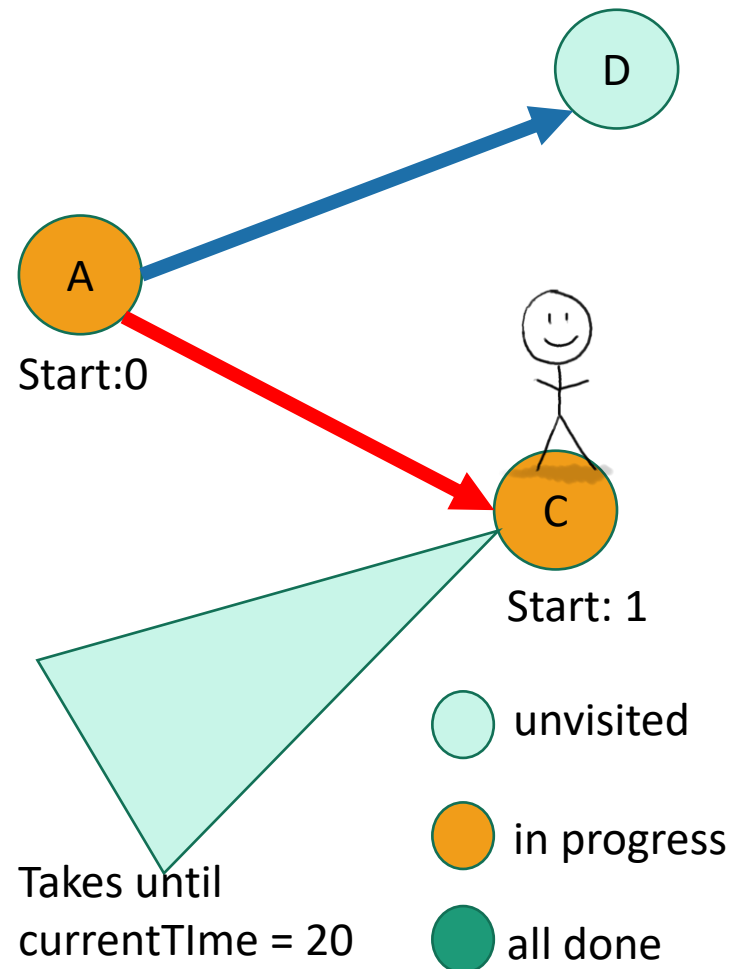 D
A
Start:0
C
Start: 1
unvisited
in progress
Takes until
currentTIme = 20
all done